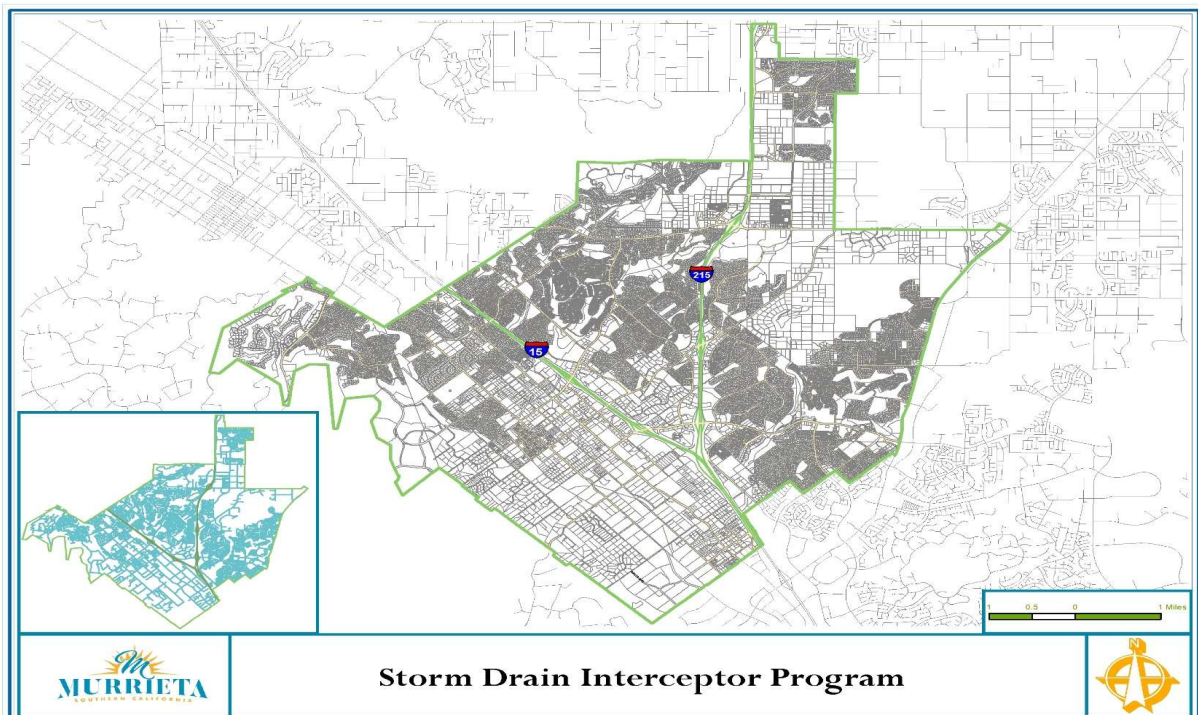 215
15
1 0.5 0 1 Miles
M
MURRIETA
SOUTHERN CALIFORNIA
Storm Drain Interceptor Program
N